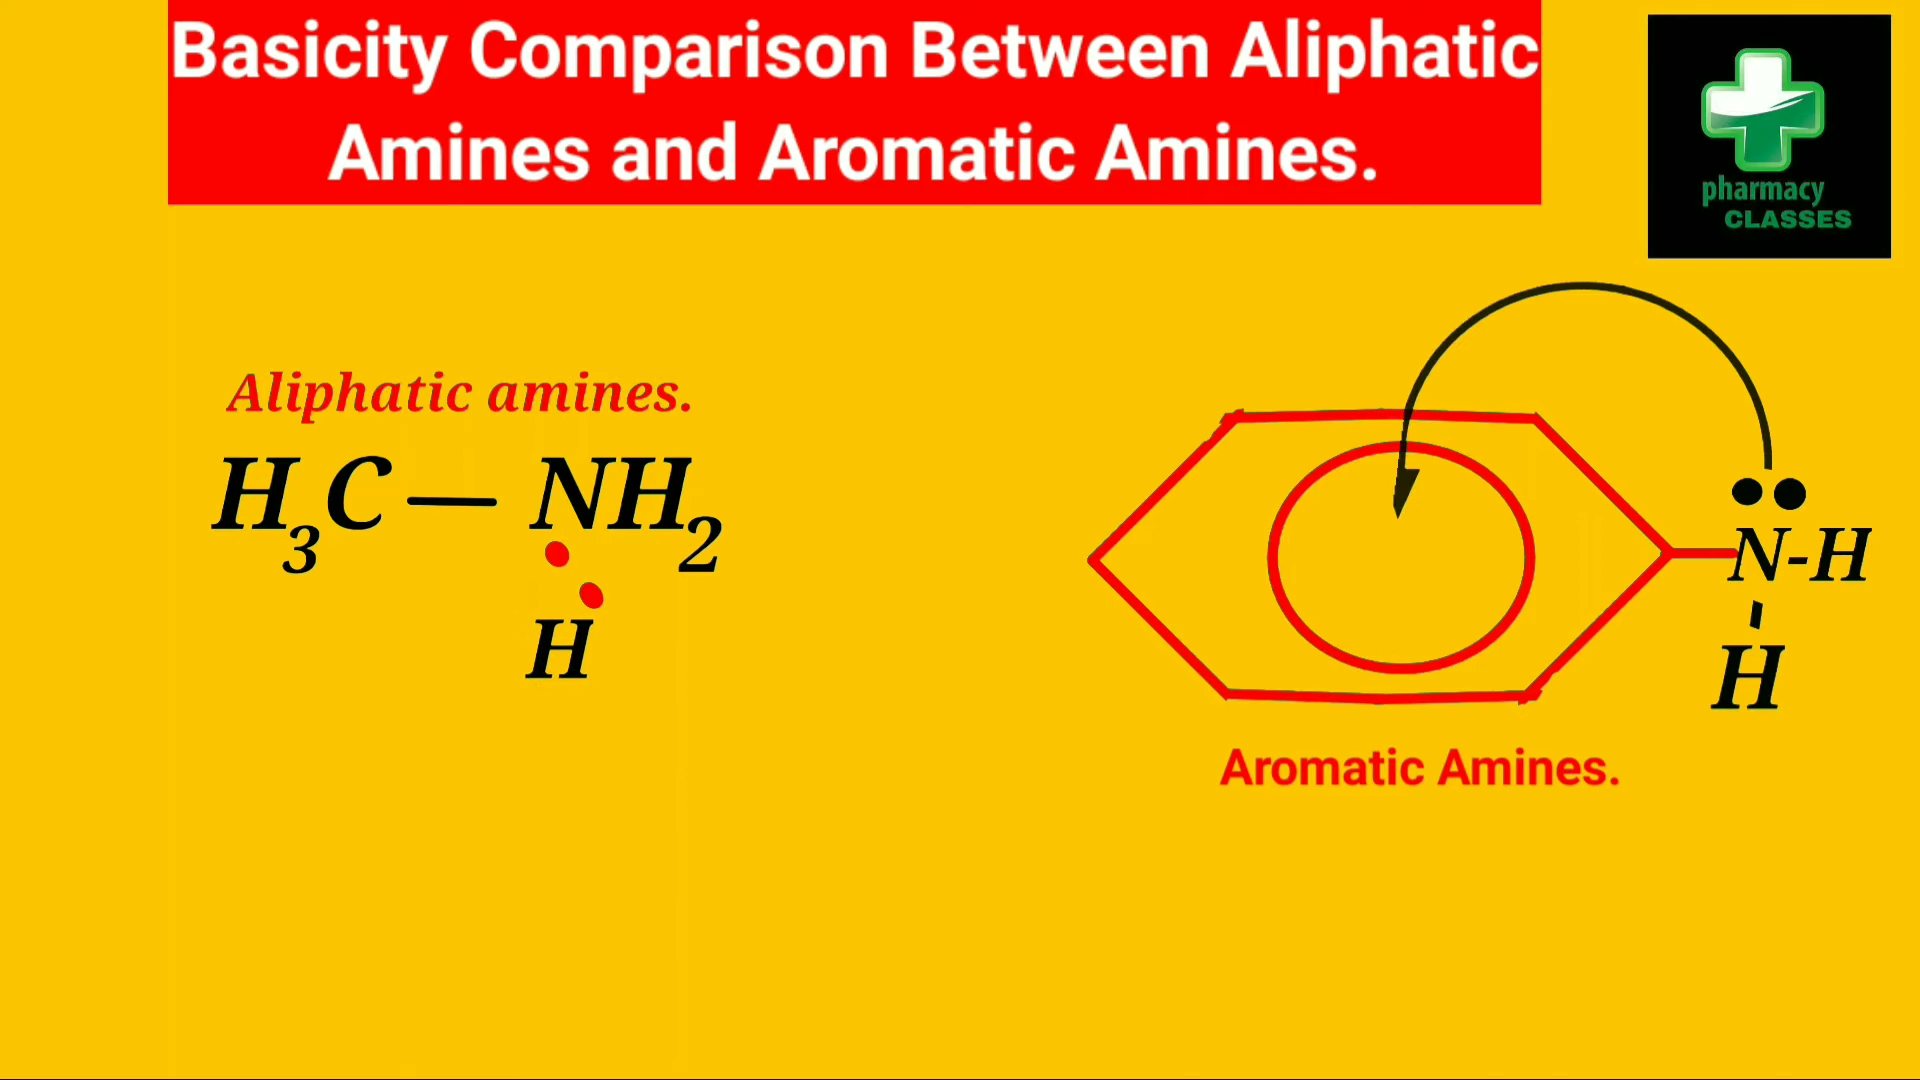 Basicity Comparison Between Aliphatic
Amines and Aromatic Amines.
pharmacy
CLASSES
Aliphatic amines.
H3C — NH2
H
N-H
H
Aromatic Amines.